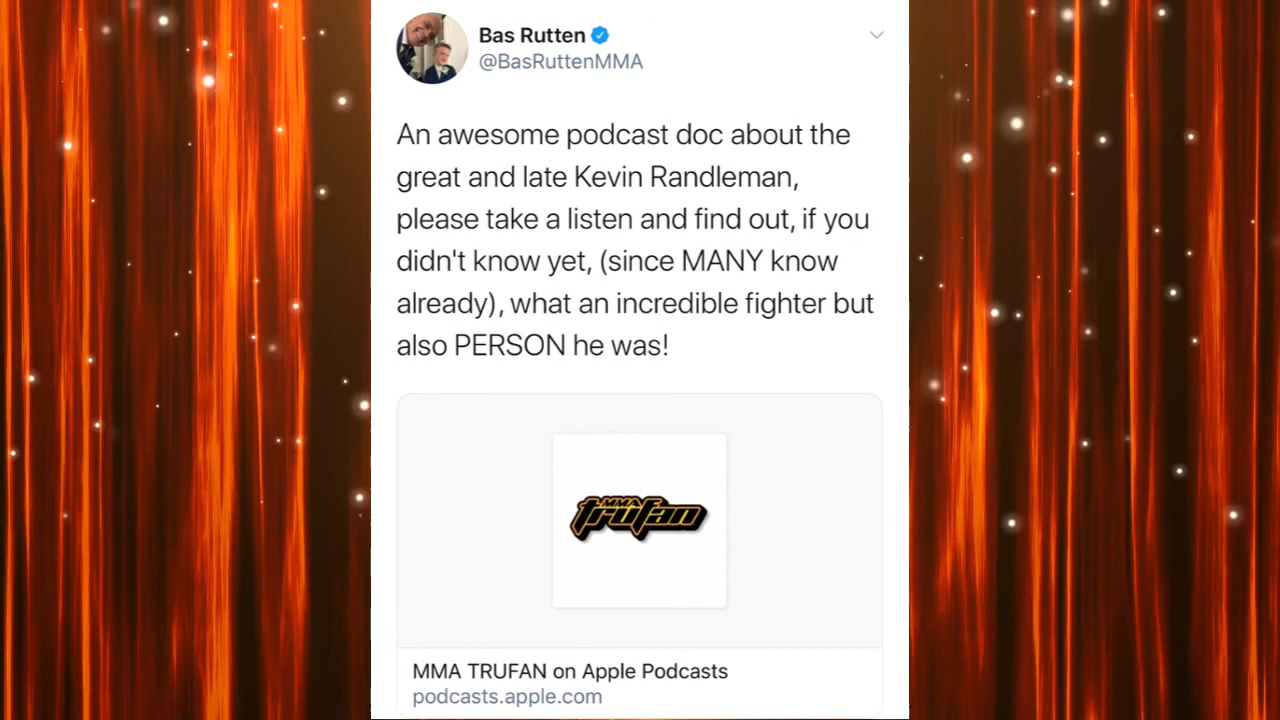 Bas Rutten
@BasRuttenMMA
An awesome podcast doc about the
great and late Kevin Randleman,
please take a listen and find out, if you
didn't know yet, (since MANY know
already), what an incredible fighter but
also PERSON he was!
MMA
trufan
MMA TRUFAN on Apple Podcasts
podcasts.apple.com